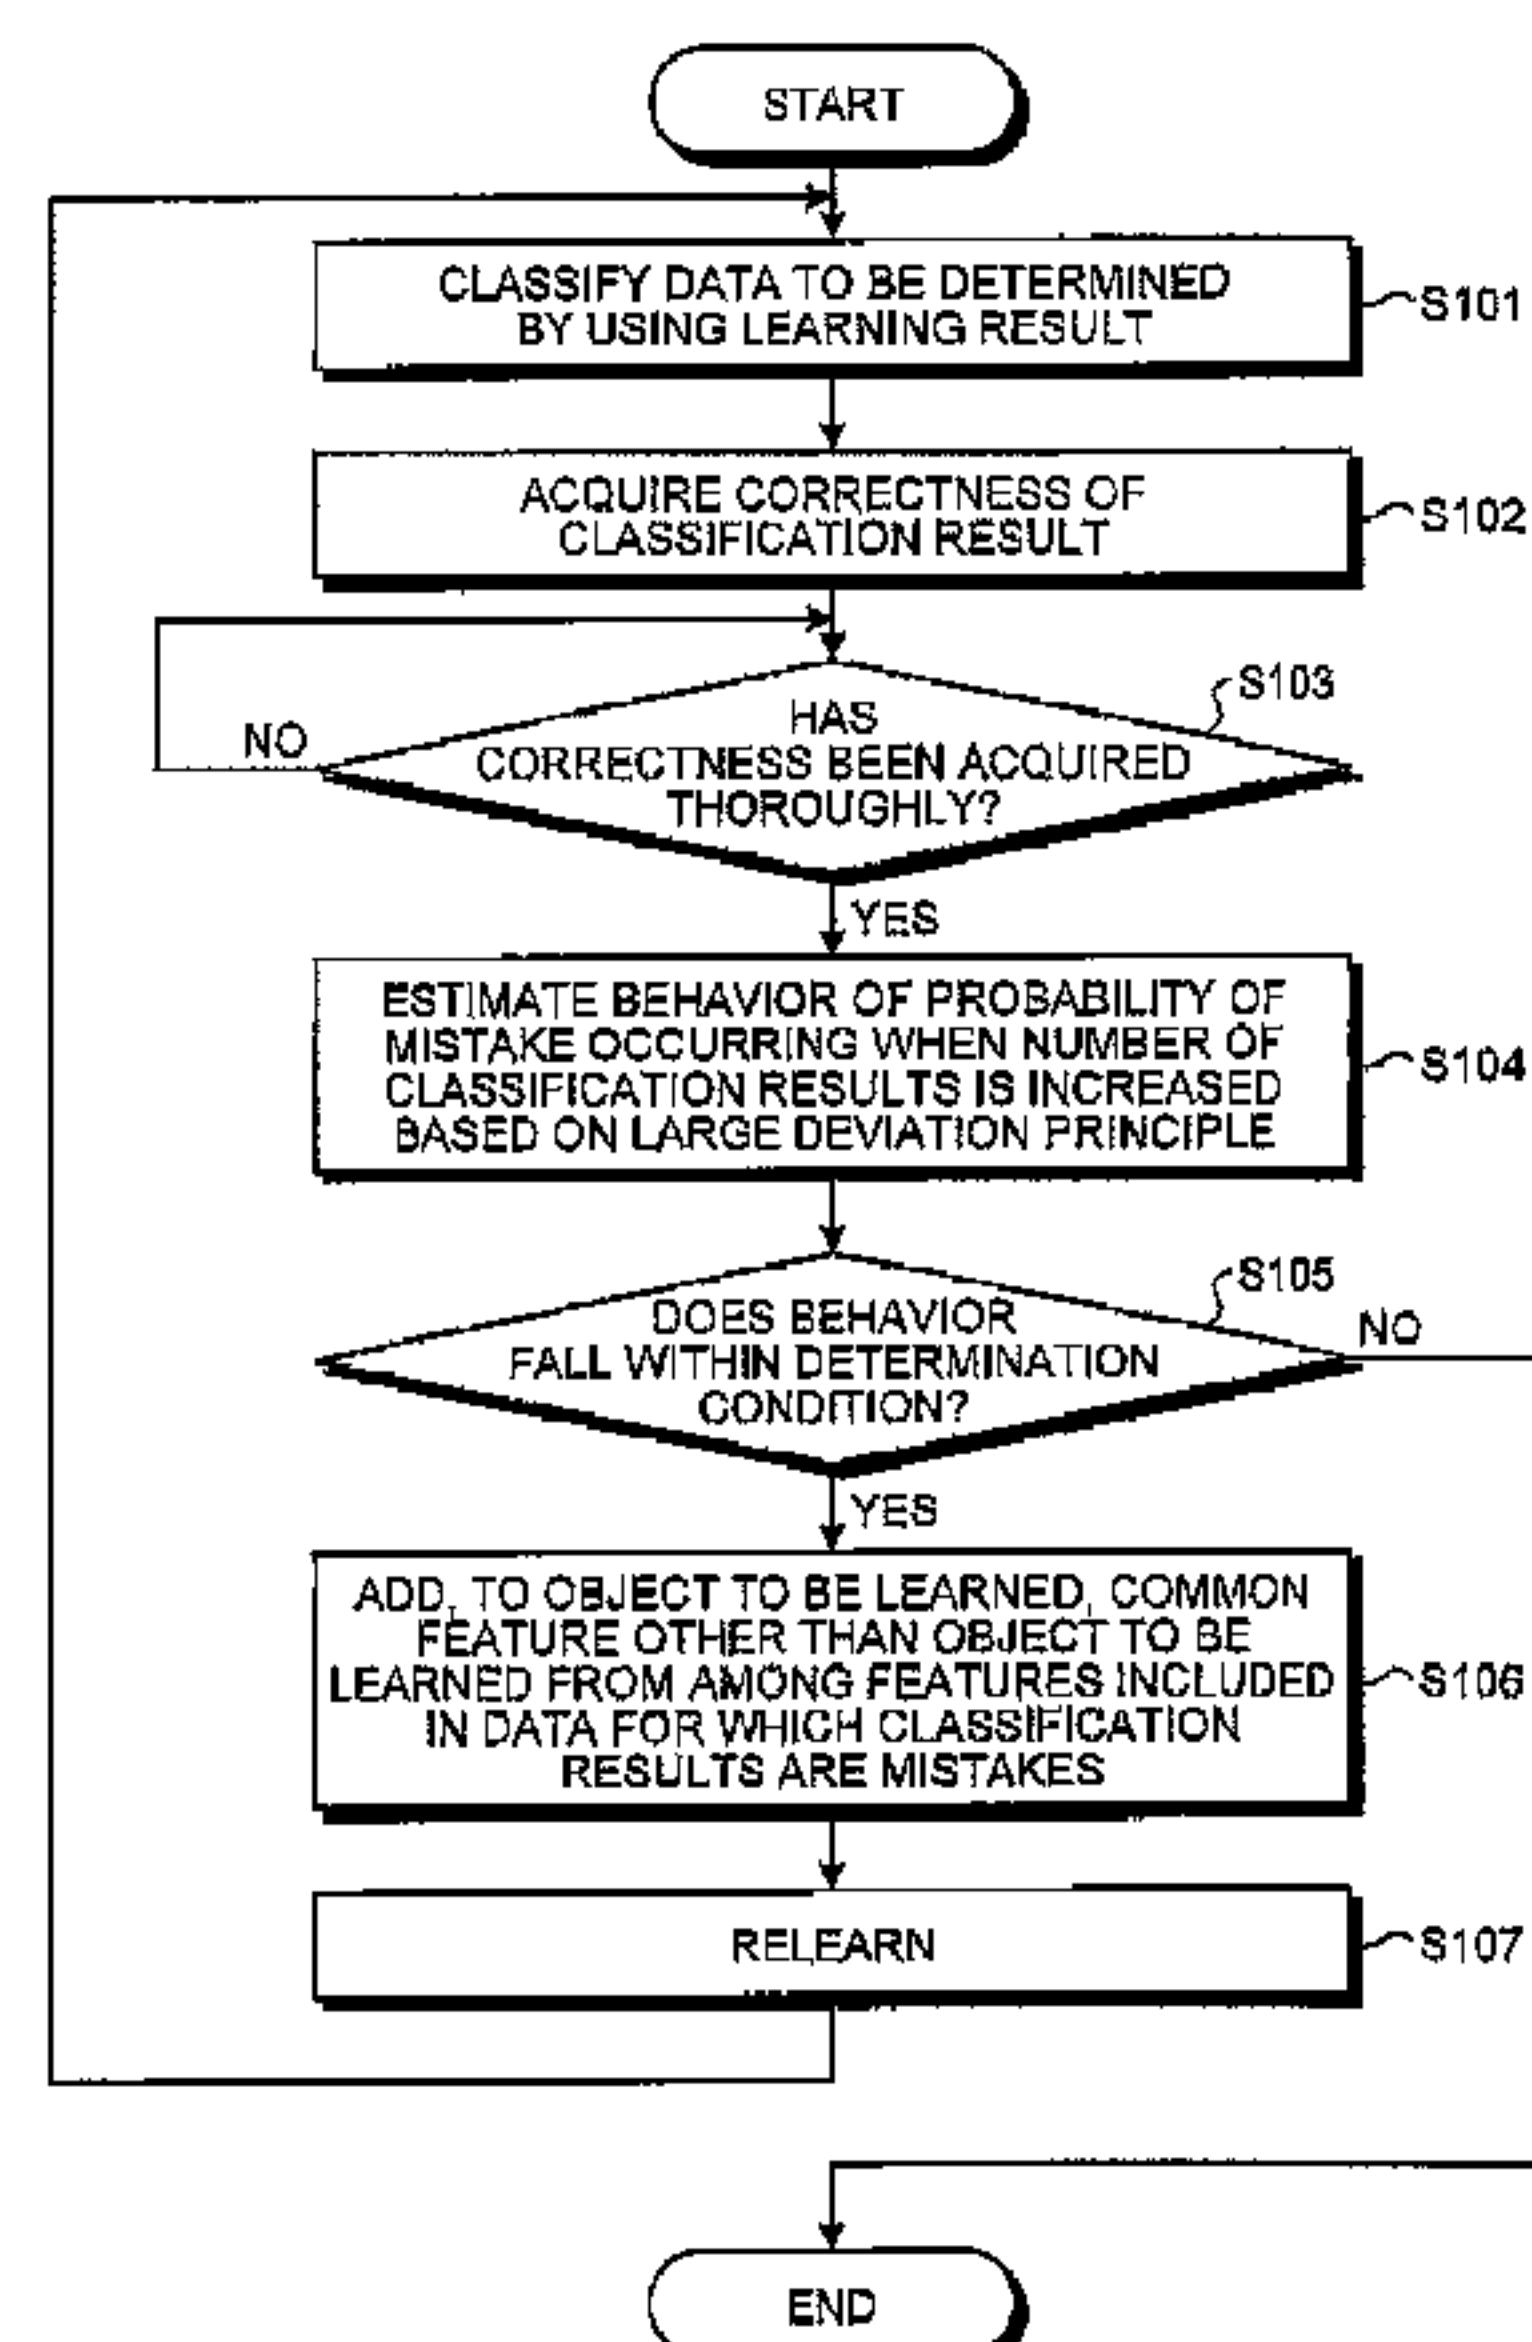 START
CLASSIFY DATA TO BE DETERMINED
BY USING LEARNING RESULT
S101
ACQUIRE CORRECTNESS OF
CLASSIFICATION RESULT
S102
S103
HAS
CORRECTNESS BEEN ACQUIRED
THOROUGHLY?
NO
YES
ESTIMATE BEHAVIOR OF PROBABILITY OF
MISTAKE OCCURRING WHEN NUMBER OF
CLASSIFICATION RESULTS IS INCREASED
BASED ON LARGE DEVIATION PRINCIPLE
S104
S105
DOES BEHAVIOR
FALL WITHIN DETERMINATION
CONDITION?
NO
YES
ADD, TO OBJECT TO BE LEARNED, COMMON
FEATURE OTHER THAN OBJECT TO BE
LEARNED FROM AMONG FEATURES INCLUDED
IN DATA FOR WHICH CLASSIFICATION
RESULTS ARE MISTAKES
S106
RELEARN
S107
END